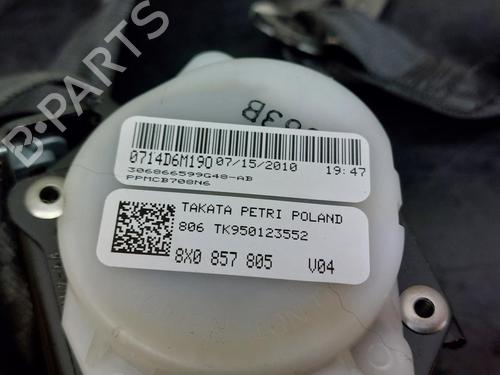 B-PARTS
0714D6M190 07/15/2010 19:47
306866599G48-AB
PPMCB708N6
TAKATA PETRI POLAND
806 TK950123552
8X0 857 805 V04